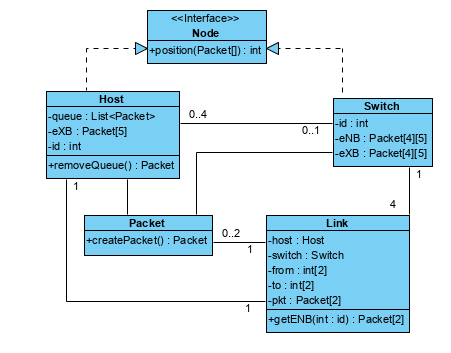 <<Interface>>
Node
+position(Packet[]) : int
Host
-queue : List<Packet>
-eXB : Packet[5]
-id : int
+removeQueue() : Packet
0..4
0..1
Switch
-id : int
-eNB : Packet[4][5]
-eXB : Packet[4][5]
1
1
4
Packet
+createPacket() : Packet
0..2
1
Link
-host : Host
-switch : Switch
-from : int[2]
-to : int[2]
-pkt : Packet[2]
+getENB(int : id) : Packet[2]
1